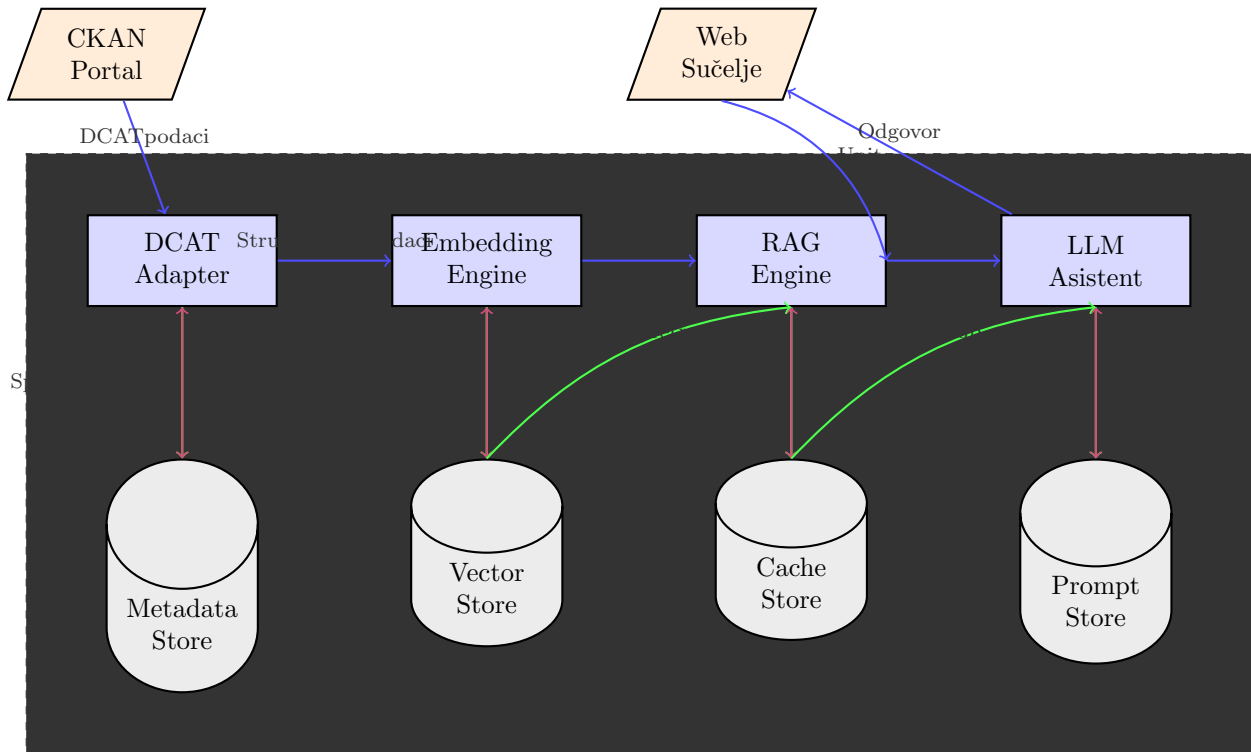 CKAN
Portal
Web
Sučelje
DCATpodaci
Odgovor
DCAT
Adapter
Embedding
Engine
RAG
Engine
LLM
Asistent
Metadata
Store
Vector
Store
Cache
Store
Prompt
Store